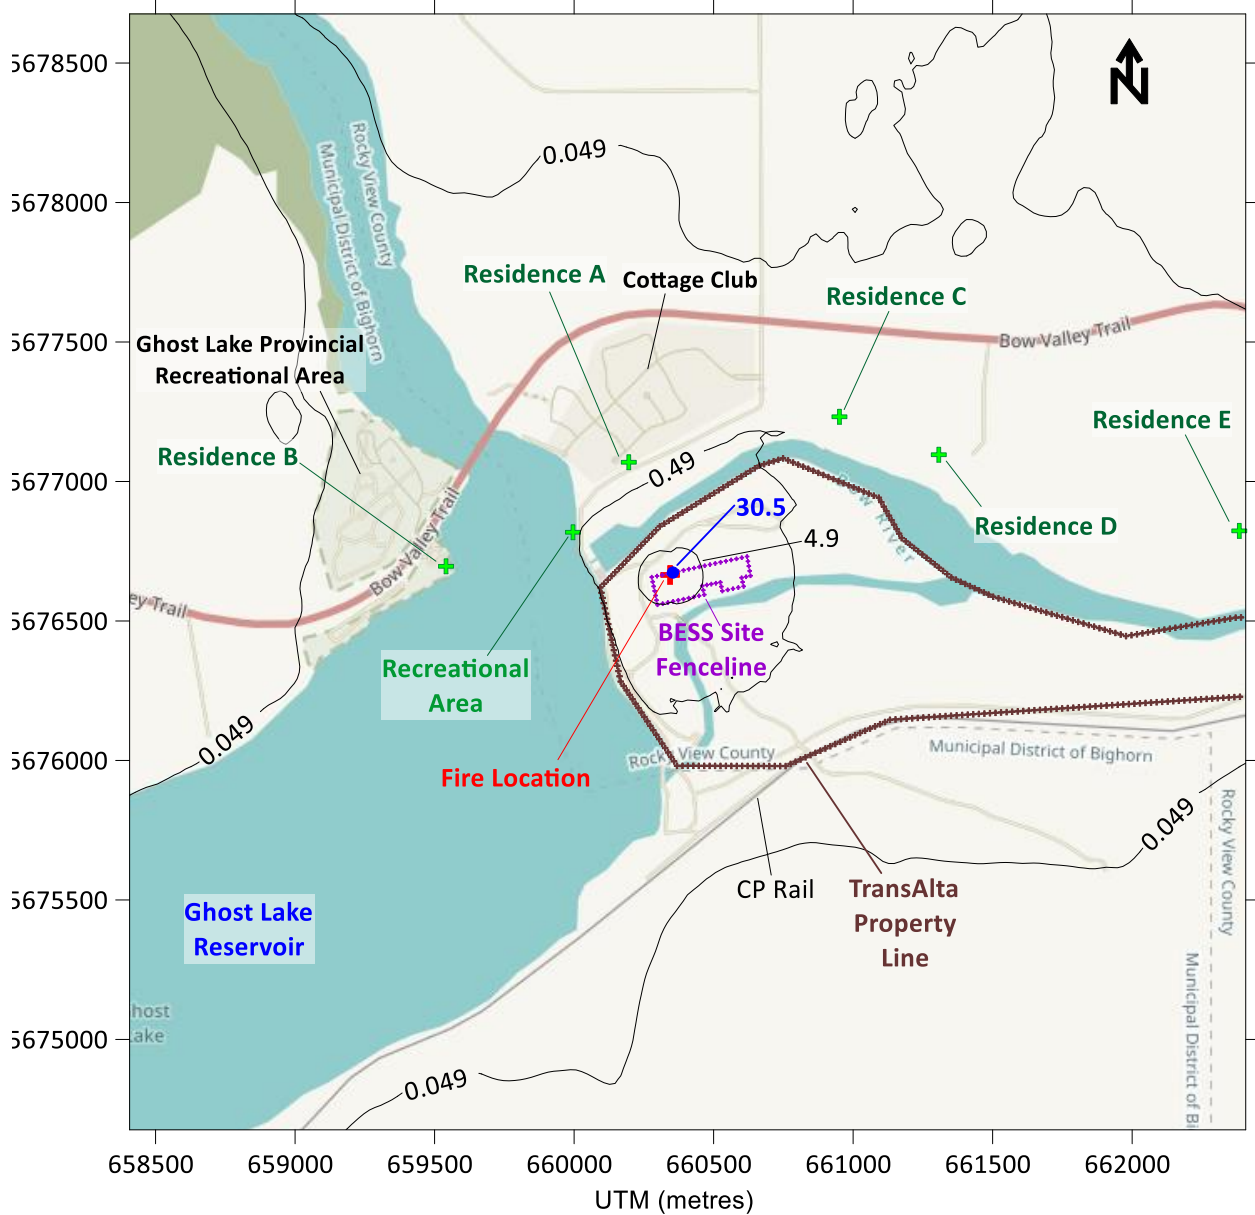 5678500
5678000
5677500
5677000
5676500
5676000
5675500
5675000
658500
659000
659500
660000
660500
661000
661500
662000
UTM (metres)
N
Rocky View County
Municipal District of Bighorn
0.049
Residence A
Cottage Club
Residence C
Bow Valley Trail
Ghost Lake Provincial
Recreational Area
Residence E
Residence B
0.49
30.5
Residence D
Bow River
4.9
Bow Valley Trail
ey Trail
BESS Site
Fenceline
Recreational
Area
0.049
Fire Location
Rocky View County
Municipal District of Bighorn
Rocky View County
0.049
CP Rail
TransAlta
Property
Line
Ghost Lake
Reservoir
Municipal District of Bi
host
ake
0.049